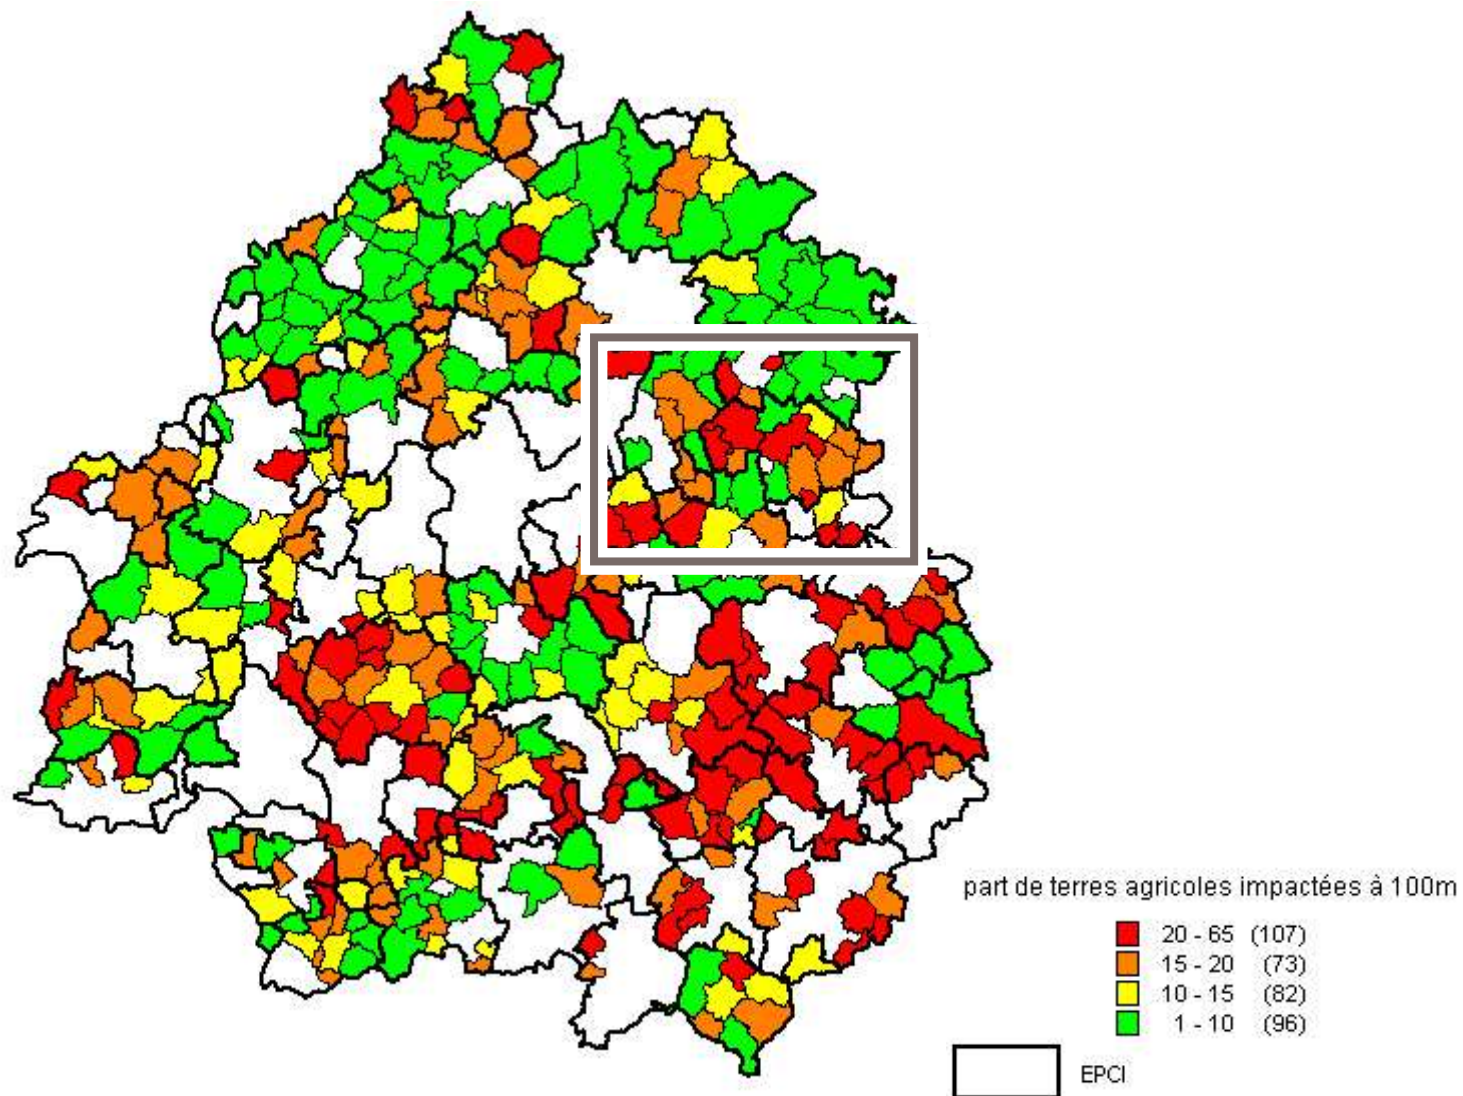 part de terres agricoles impactées à 100m
20 - 65 (107)
15 - 20 (73)
10 - 15 (82)
1 - 10 (96)
EPCI